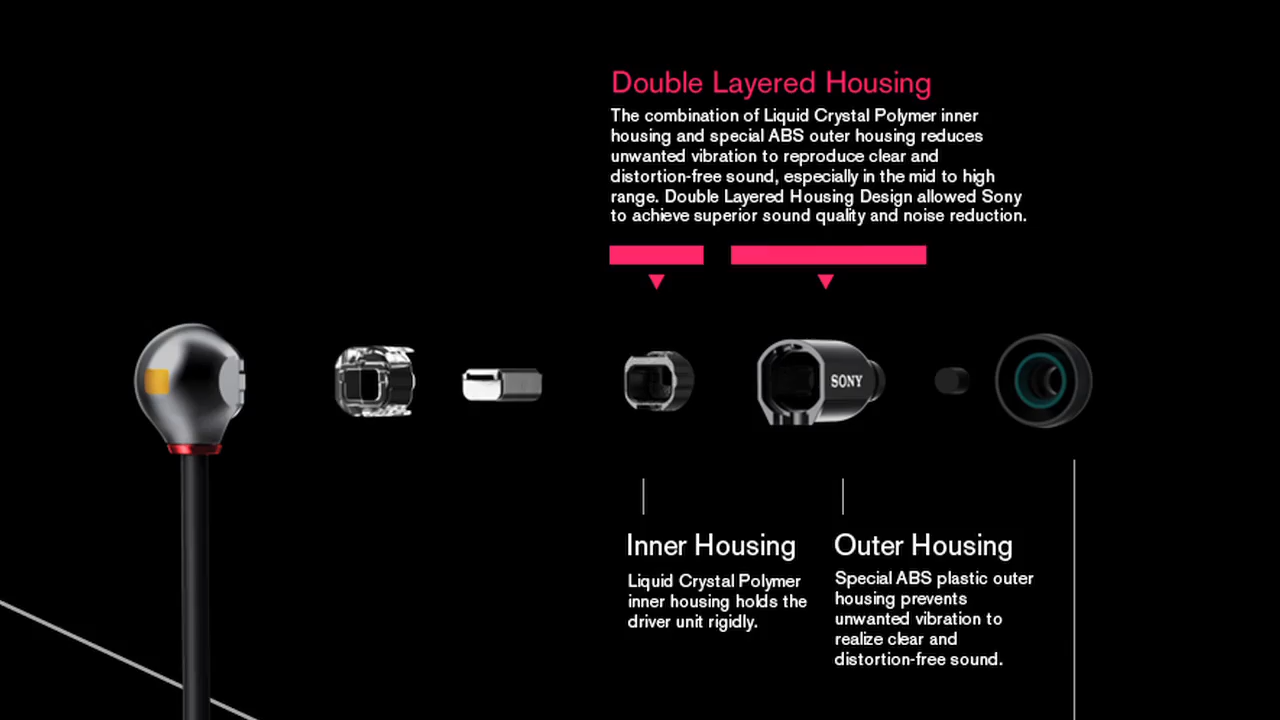 Double Layered Housing
The combination of Liquid Crystal Polymer inner
housing and special ABS outer housing reduces
unwanted vibration to reproduce clear and
distortion-free sound, especially in the mid to high
range. Double Layered Housing Design allowed Sony
to achieve superior sound quality and noise reduction.
SONY
Inner Housing
Liquid Crystal Polymer
inner housing holds the
driver unit rigidly.
Outer Housing
Special ABS plastic outer
housing prevents
unwanted vibration to
realize clear and
distortion-free sound.